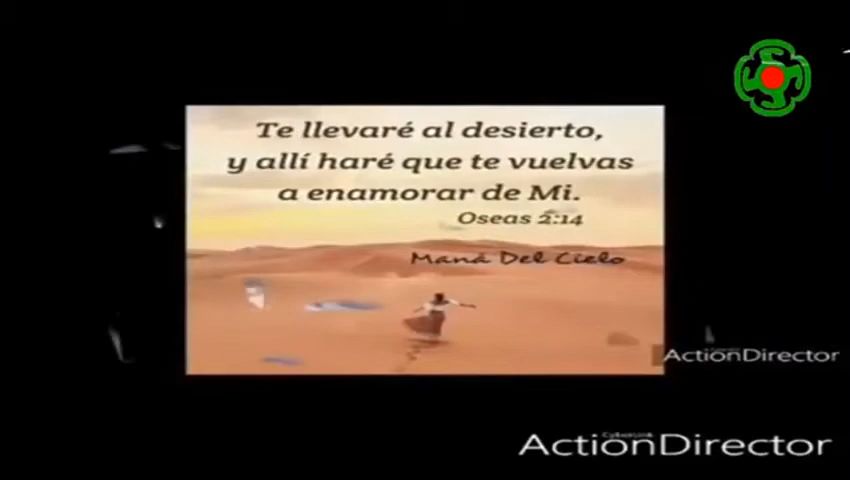 Te llevaré al desierto,
y allí haré que te vuelvas
a enamorar de Mi.
Oseas 2:14
Maná Del Cielo
ActionDirector
CyberLink
ActionDirector